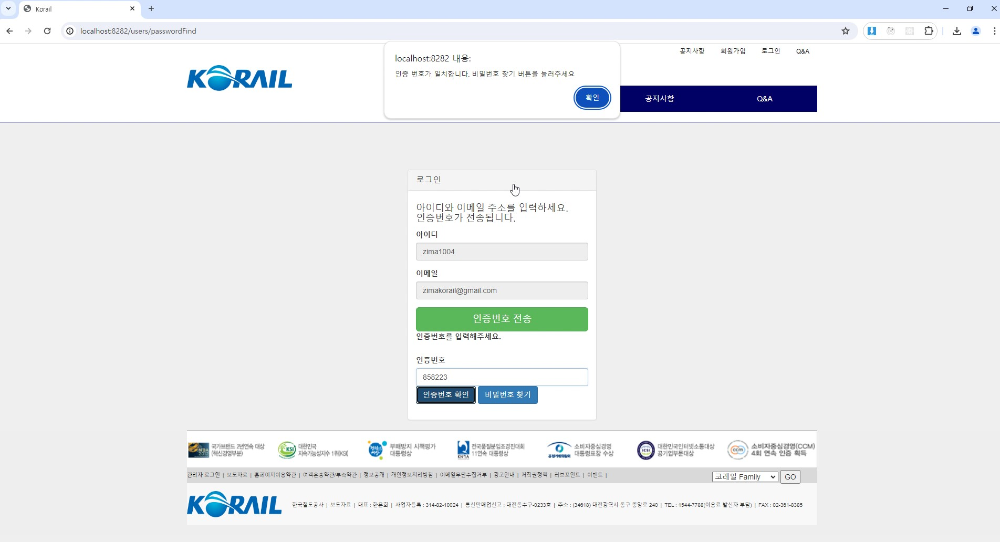 Korail
localhost:8282/users/passwordFind
localhost:8282 내용:
인증 번호가 일치합니다. 비밀번호 찾기 버튼을 눌러주세요
확인
공지사항 회원가입 로그인 Q&A
KORAIL
공지사항 Q&A
로그인
아이디와 이메일 주소를 입력하세요.
인증번호가 전송됩니다.
아이디
zima1004
이메일
zimakorail@gmail.com
인증번호 전송
인증번호를 입력해주세요.
인증번호
858223
인증번호 확인 비밀번호 찾기
국가브랜드 2년연속 대상
(혁신경영부문)
KSI
대한민국
지속가능성지수 1위(KSI)
부패방지 시책평가
대통령상
전국품질분임조경진대회
11연속 대통령상
공정거래위원회
소비자중심경영
대통령표창 수상
ICSI
대한민국인터넷소통대상
공기업부문대상
ccm
소비자중심경영(CCM)
4회 연속 인증 획득
관리자 로그인 | 보도자료 | 홈페이지이용약관 | 여객운송약관/부속약관 | 정보공개 | 개인정보처리방침 | 이메일무단수집거부 | 광고안내 | 저작권정책 | 러브포인트 | 이벤트 |
코레일 Family GO
KORAIL
한국철도공사 | 보도자료 | 대표 : 한문희 | 사업자등록 : 314-82-10024 | 통신판매업신고 : 대전동수구-0233호 | 주소 : (34618) 대전광역시 동구 중앙로 240 | TEL : 1544-7788(이용료 발신자 부담) | FAX : 02-361-8385